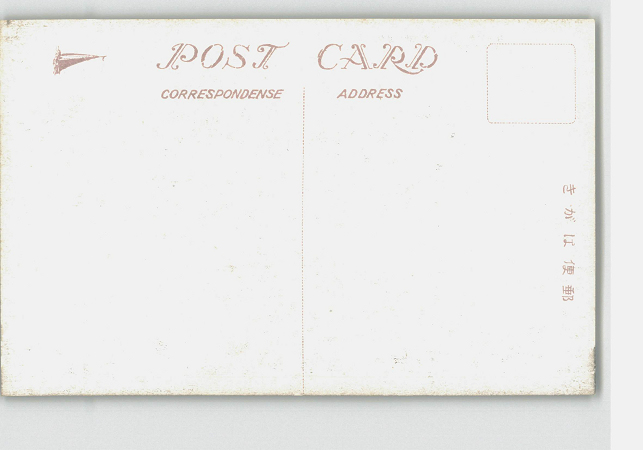 POST CARD
CORRESPONDENSE
ADDRESS
きがは便郵